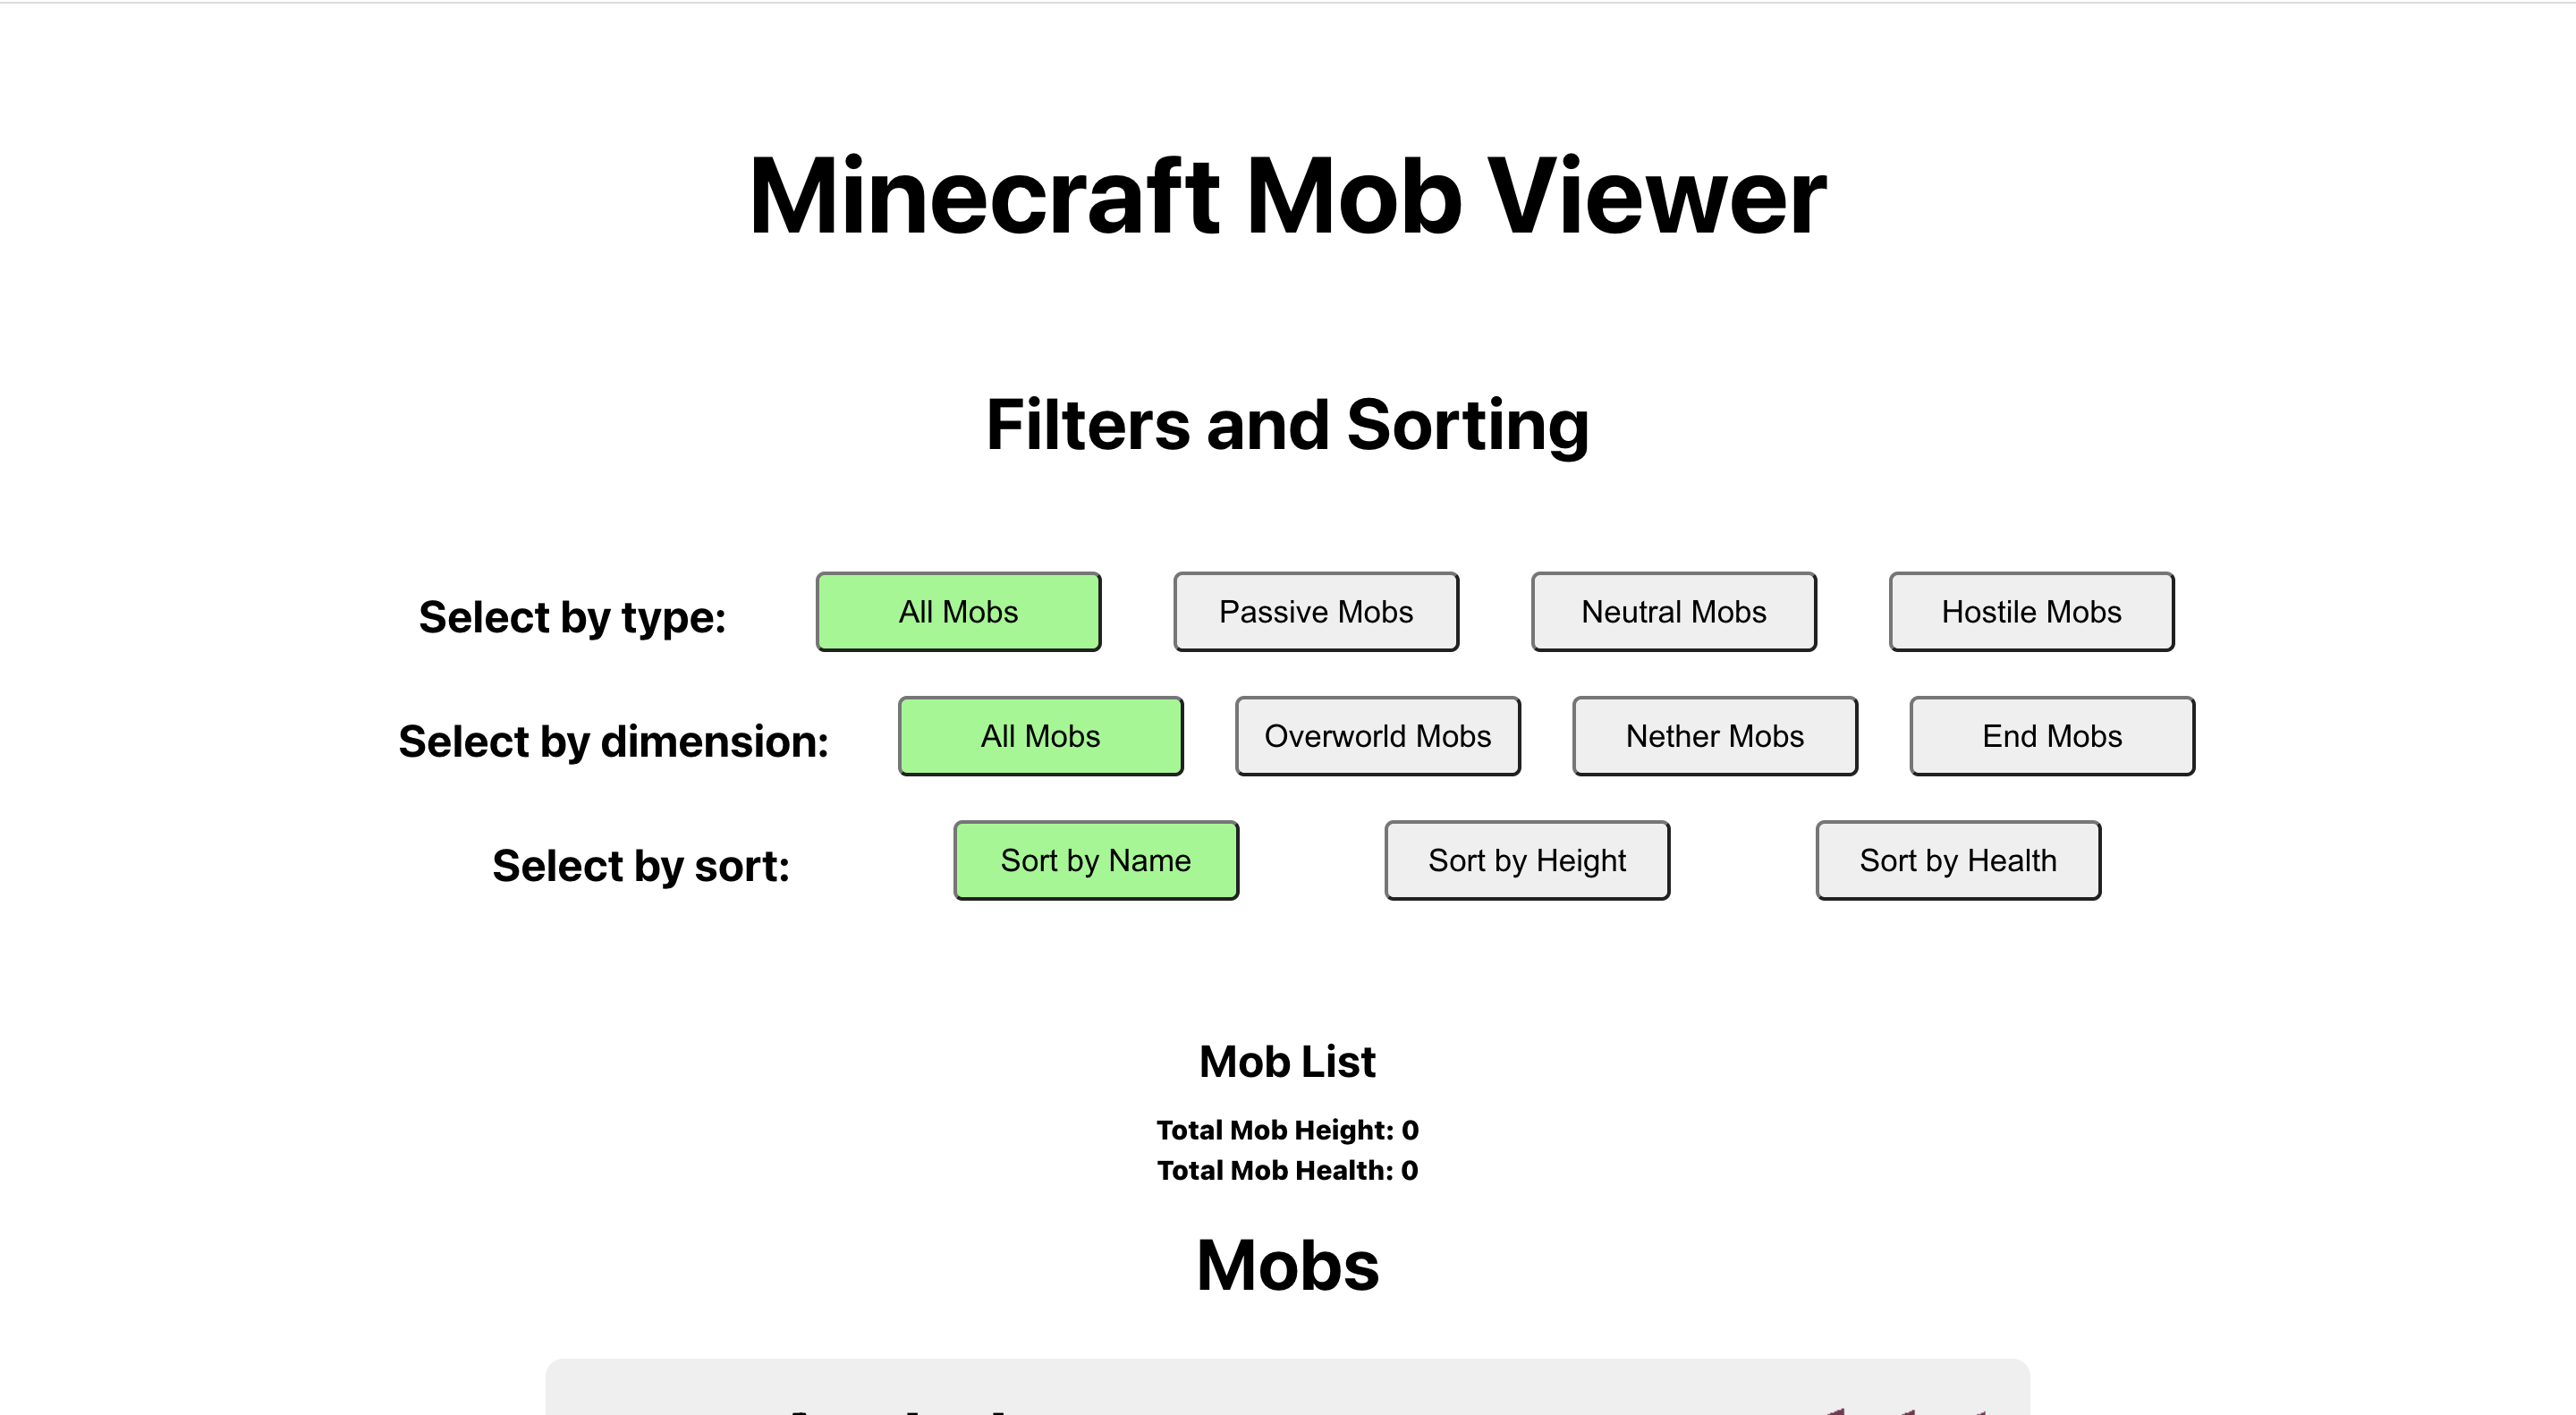 Minecraft Mob Viewer
Filters and Sorting
Select by type: All Mobs Passive Mobs Neutral Mobs Hostile Mobs
Select by dimension: All Mobs Overworld Mobs Nether Mobs End Mobs
Select by sort: Sort by Name Sort by Height Sort by Health
Mob List
Total Mob Height: 0
Total Mob Health: 0
Mobs